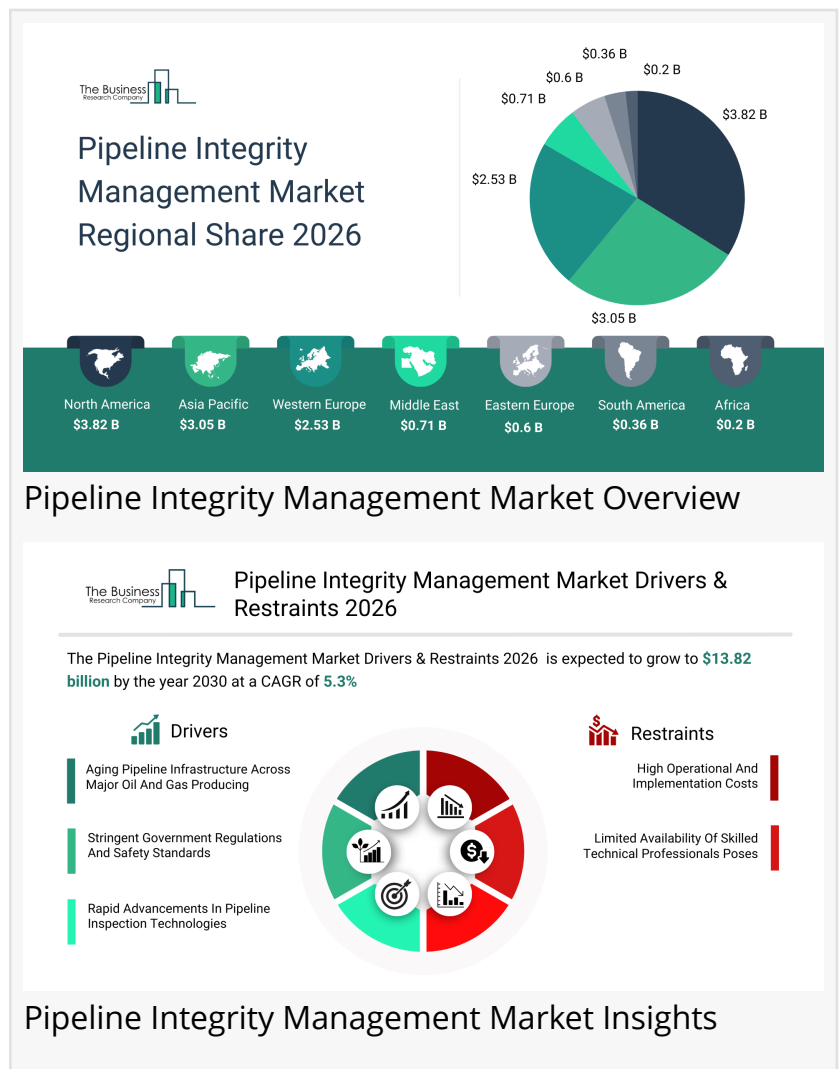 The Business
Research Company
Pipeline Integrity
Management Market
Regional Share 2026
$0.36 B
$0.2 B
$0.6 B
$0.71 B
$3.82 B
$2.53 B
$3.05 B
North America
$3.82 B
Asia Pacific
$3.05 B
Western Europe
$2.53 B
Middle East
$0.71 B
Eastern Europe
$0.6 B
South America
$0.36 B
Africa
$0.2 B
Pipeline Integrity Management Market Overview
The Business
Research Company
Pipeline Integrity Management Market Drivers &
Restraints 2026
The Pipeline Integrity Management Market Drivers & Restraints 2026 is expected to grow to $13.82
billion by the year 2030 at a CAGR of 5.3%
Drivers
Aging Pipeline Infrastructure Across
Major Oil And Gas Producing
Stringent Government Regulations
And Safety Standards
Rapid Advancements In Pipeline
Inspection Technologies
$
$
Restraints
High Operational And
Implementation Costs
Limited Availability Of Skilled
Technical Professionals Poses
Pipeline Integrity Management Market Insights